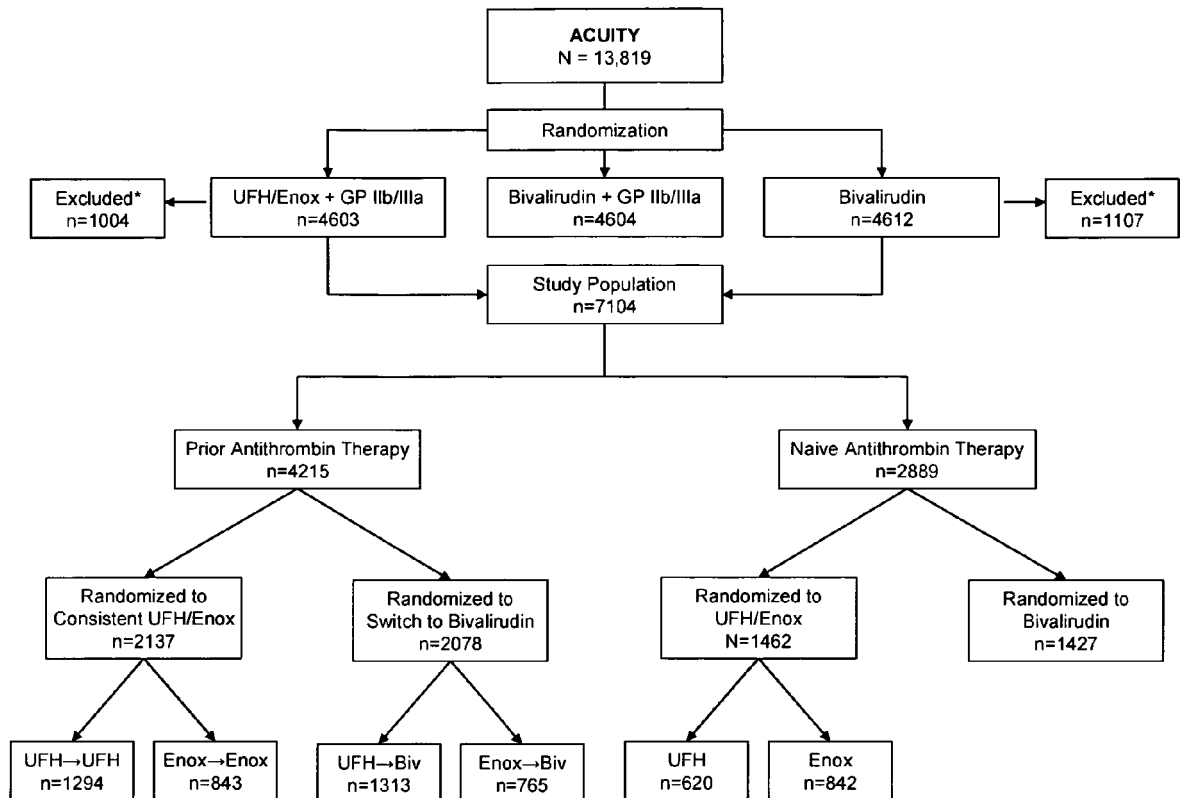 ACUITY
N = 13,819
Randomization
Excluded*
n=1004
UFH/Enox + GP IIb/IIIa
n=4603
Bivalirudin + GP IIb/IIIa
n=4604
Bivalirudin
n=4612
Excluded*
n=1107
Study Population
n=7104
Prior Antithrombin Therapy
n=4215
Naive Antithrombin Therapy
n=2889
Randomized to
Consistent UFH/Enox
n=2137
Randomized to
Switch to Bivalirudin
n=2078
Randomized to
UFH/Enox
N=1462
Randomized to
Bivalirudin
n=1427
UFH→UFH
n=1294
Enox→Enox
n=843
UFH→Biv
n=1313
Enox→Biv
n=765
UFH
n=620
Enox
n=842